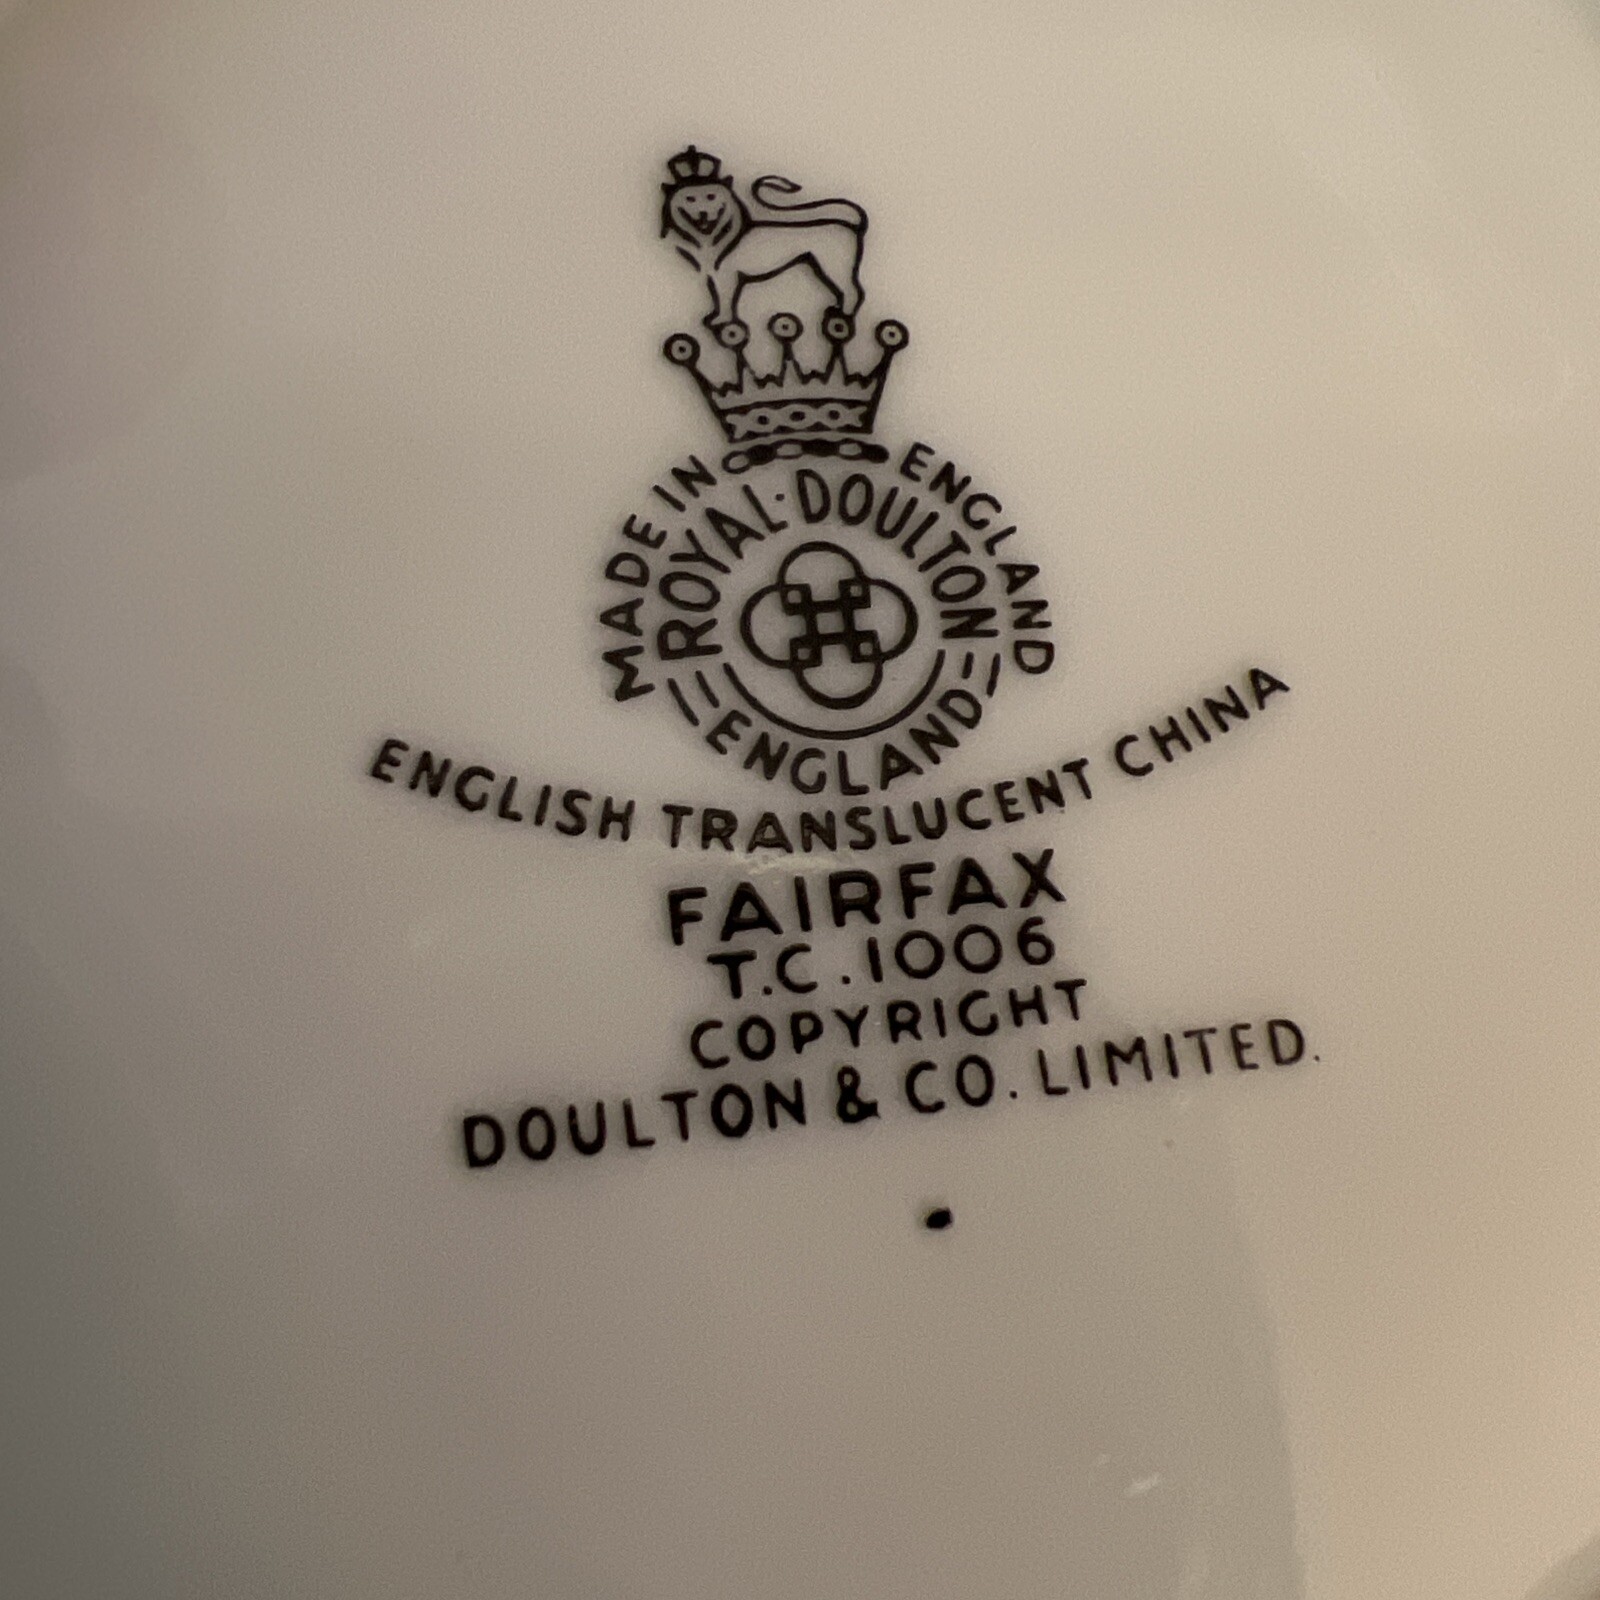 MADE IN ENGLAND
ROYAL·DOULTON
ENGLAND
ENGLISH TRANSLUCENT CHINA
FAIRFAX
T.C.1006
COPYRIGHT
DOULTON & CO. LIMITED.